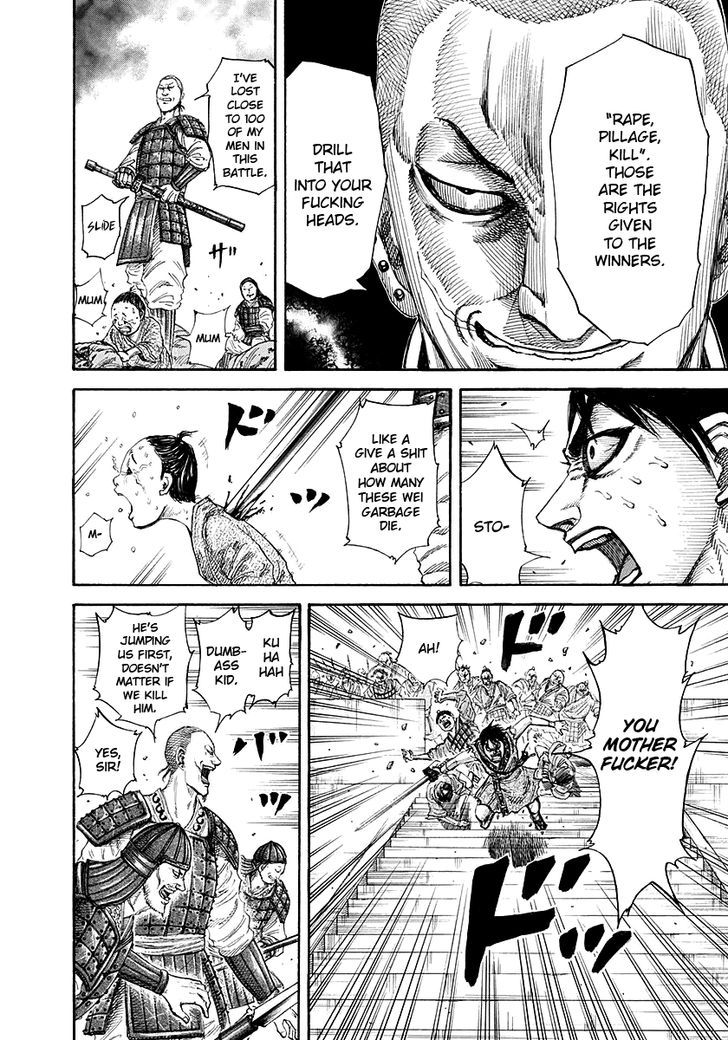 "RAPE,
PILLAGE,
KILL".
THOSE
ARE THE
RIGHTS
GIVEN
TO THE
WINNERS.
DRILL
THAT
INTO YOUR
FUCKING
HEADS.
I'VE
LOST
CLOSE
TO 100
OF MY
MEN IN
THIS
BATTLE.
SLIDE
ザッ
MUM
MUM
STO-
LIKE A
GIVE A SHIT
ABOUT
HOW MANY
THESE WEI
GARBAGE
DIE.
ドッ
M-
YOU
MOTHER
FUCKER!
AH!
ドドッ
KU
HA
HAH
DUMB-
ASS
KID.
HE'S
JUMPING
US FIRST,
DOESN'T
MATTER IF
WE KILL
HIM.
YES,
SIR!